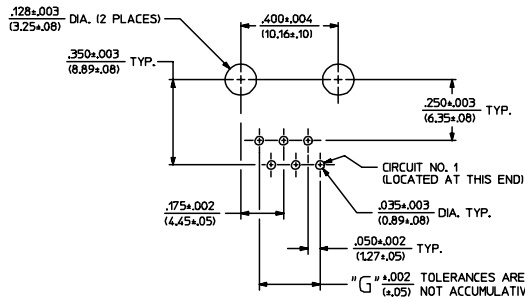 .128±.003
(3.25±.08)
DIA. (2 PLACES)
.400±.004
(10.16±.10)
.350±.003
(8.89±.08)
TYP.
.250±.003
(6.35±.08)
TYP.
CIRCUIT NO. 1
(LOCATED AT THIS END)
.175±.002
(4.45±.05)
.035±.003
(0.89±.08)
DIA. TYP.
.050±.002
(1.27±.05)
TYP.
"G" ±.002
(±.05)
TOLERANCES ARE
NOT ACCUMULATIV